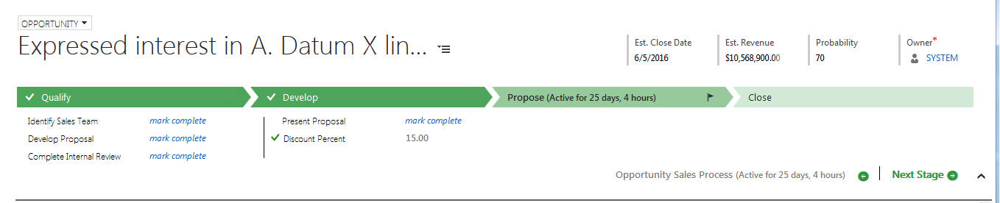 OPPORTUNITY
Expressed interest in A. Datum X lin...
Est. Close Date
6/5/2016
Est. Revenue
$10,568,900.00
Probability
70
Owner*
SYSTEM
Qualify
Develop
Propose (Active for 25 days, 4 hours)
Close
Identify Sales Team mark complete
Develop Proposal mark complete
Complete Internal Review mark complete
Present Proposal mark complete
Discount Percent 15.00
Opportunity Sales Process (Active for 25 days, 4 hours)
Next Stage